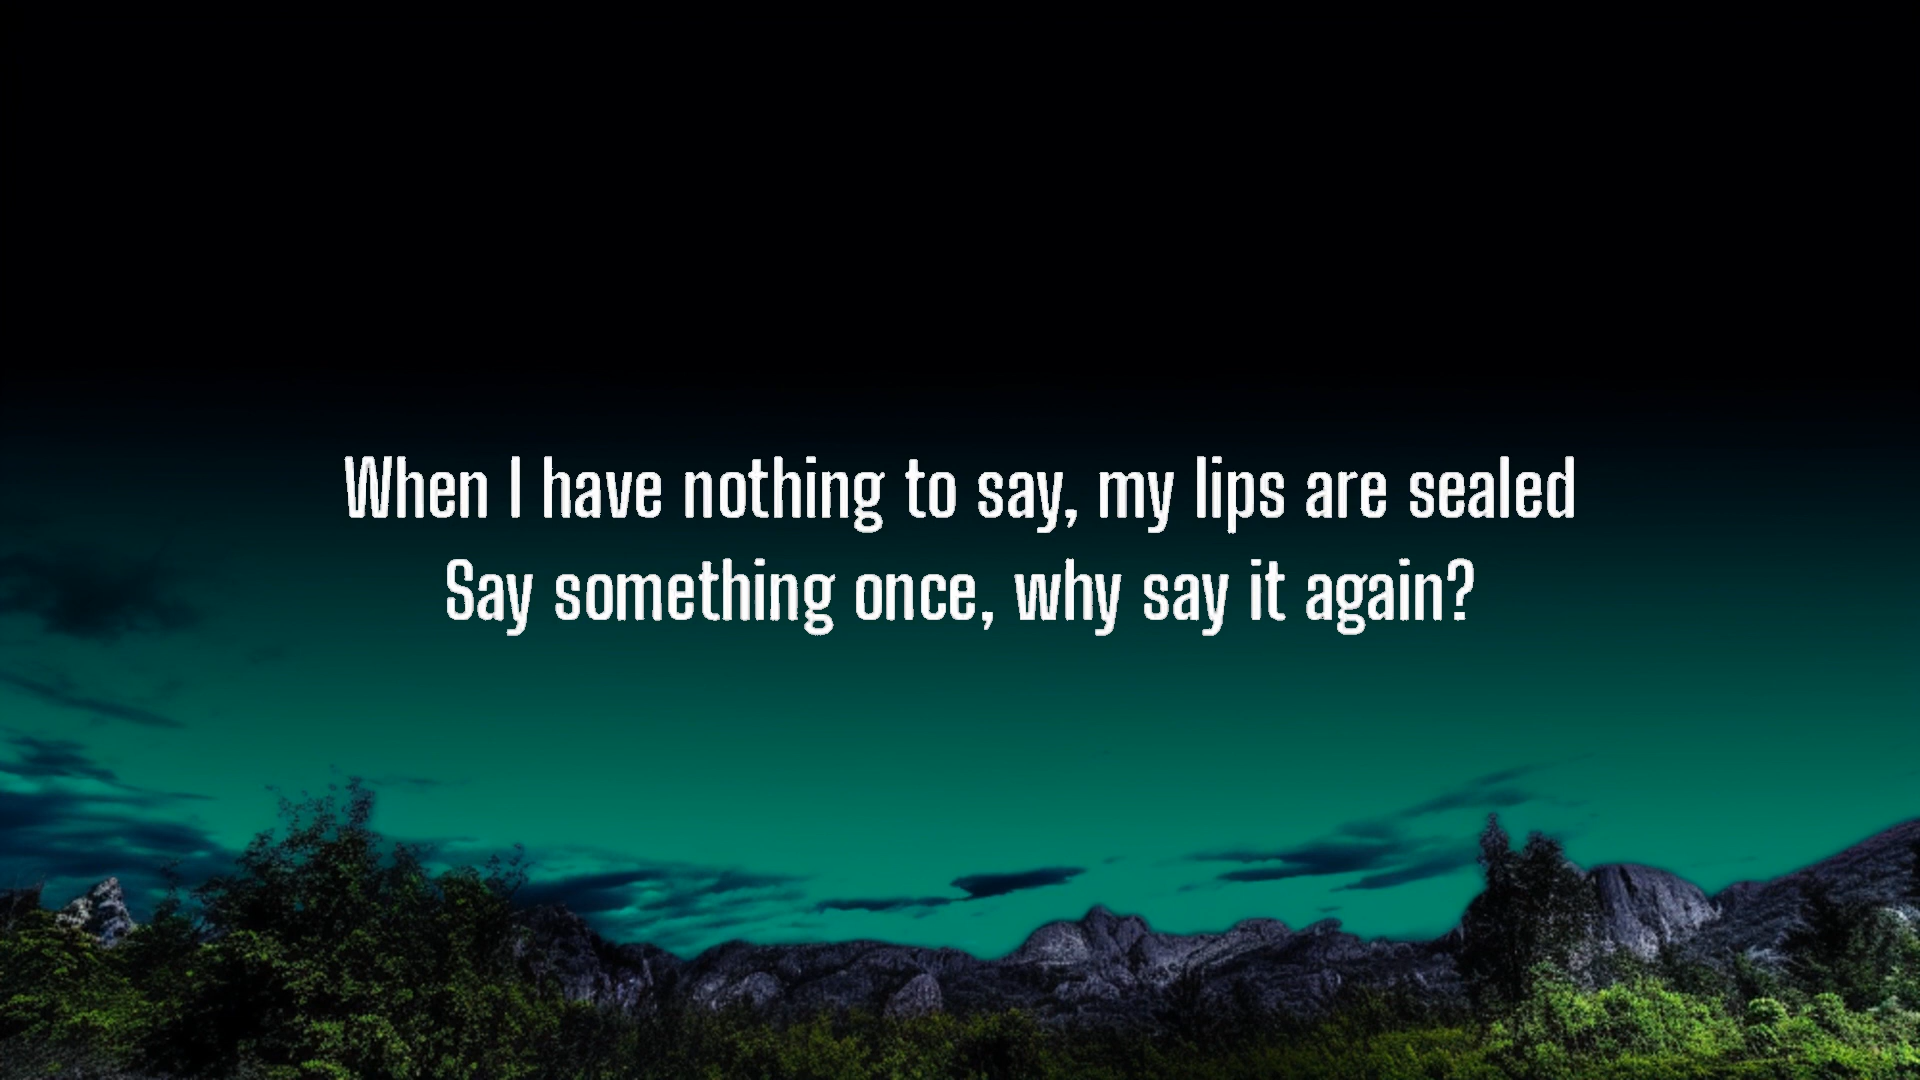 When I have nothing to say, my lips are sealed
Say something once, why say it again?